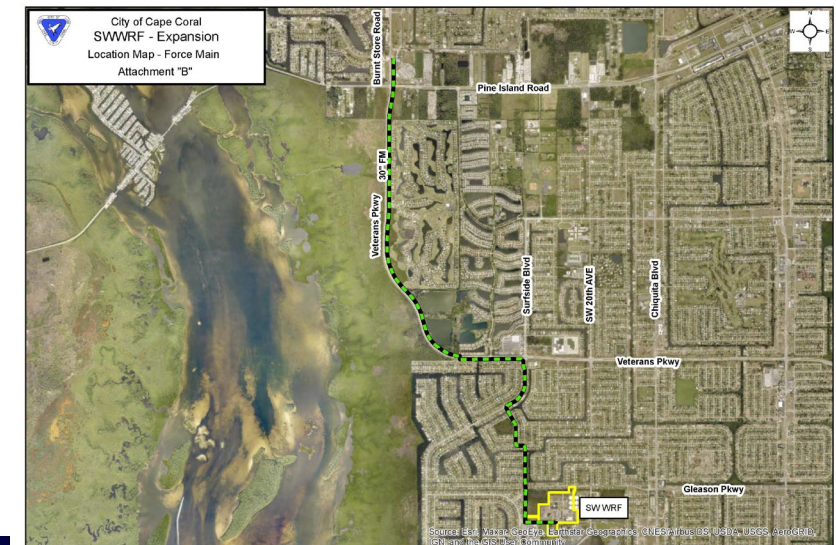 City of Cape Coral
SWWRF - Expansion
Location Map - Force Main
Attachment "B"
N
W
E
S
Burnt Store Road
Pine Island Road
30" FM
Veterans Pkwy
Surfside Blvd
SW 20th AVE
Chiquita Blvd
Veterans Pkwy
Gleason Pkwy
SW WRF
Source: Esri, Maxar, GeoEye, Earthstar Geographics, CNES/Airbus DS, USDA, USGS, AeroGRID,
IGN, and the GIS User Community